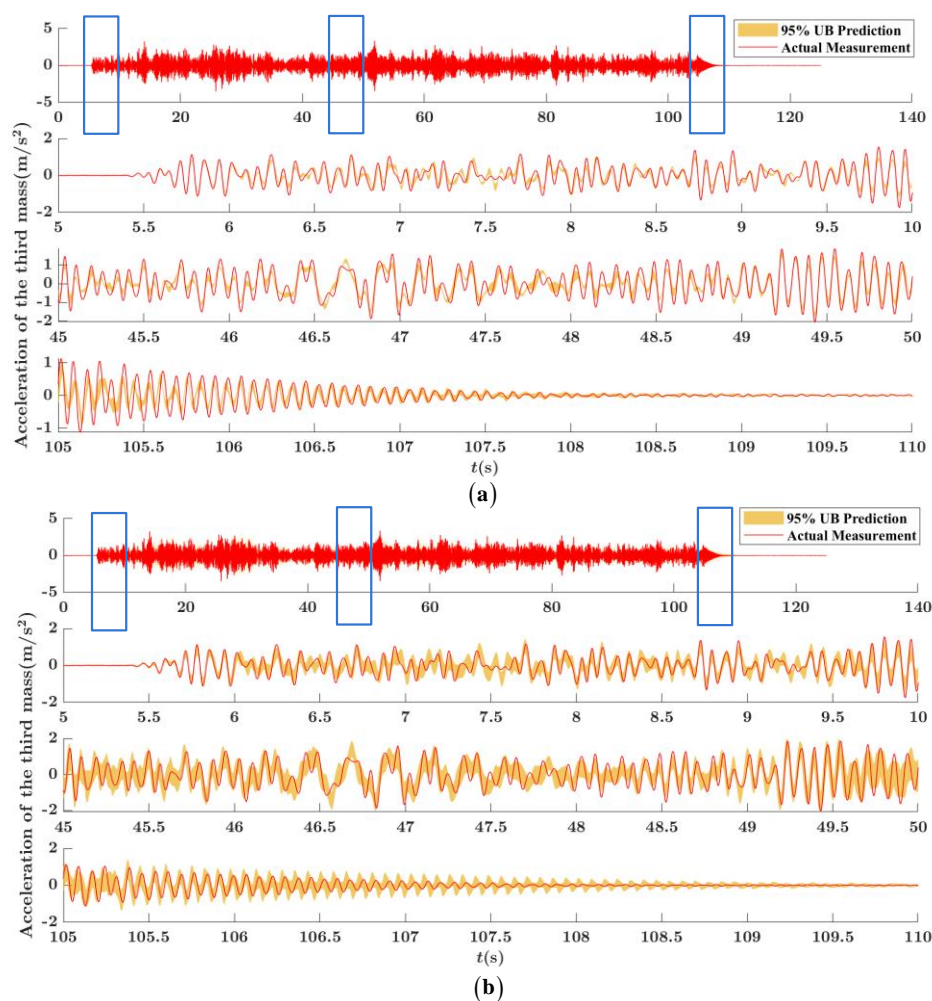 5
0
-5
95% UB Prediction
Actual Measurement
0 20 40 60 80 100 120 140
Acceleration of the third mass(m/s²)
2
0
-2
5 5.5 6 6.5 7 7.5 8 8.5 9 9.5 10
1
0
-1
-2
45 45.5 46 46.5 47 47.5 48 48.5 49 49.5 50
1
0
-1
105 105.5 106 106.5 107 107.5 108 108.5 109 109.5 110
t(s)
(a)
5
0
-5
95% UB Prediction
Actual Measurement
0 20 40 60 80 100 120 140
Acceleration of the third mass(m/s²)
2
0
-2
5 5.5 6 6.5 7 7.5 8 8.5 9 9.5 10
2
0
-2
45 45.5 46 46.5 47 47.5 48 48.5 49 49.5 50
2
0
-2
105 105.5 106 106.5 107 107.5 108 108.5 109 109.5 110
t(s)
(b)